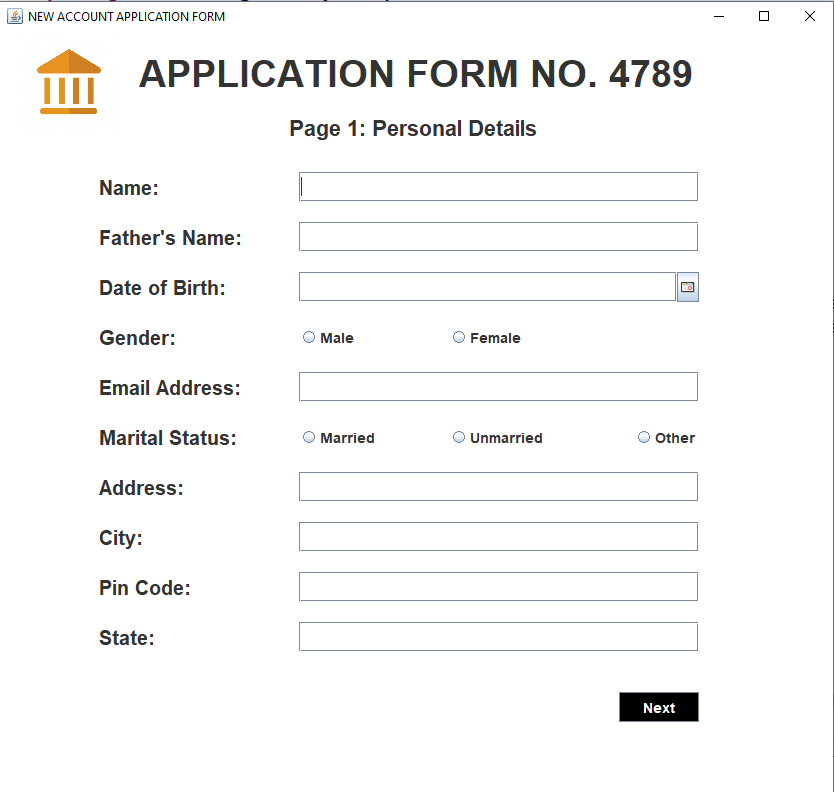 NEW ACCOUNT APPLICATION FORM
APPLICATION FORM NO. 4789
Page 1: Personal Details
Name:
Father's Name:
Date of Birth:
Gender: Male Female
Email Address:
Marital Status: Married Unmarried Other
Address:
City:
Pin Code:
State:
Next